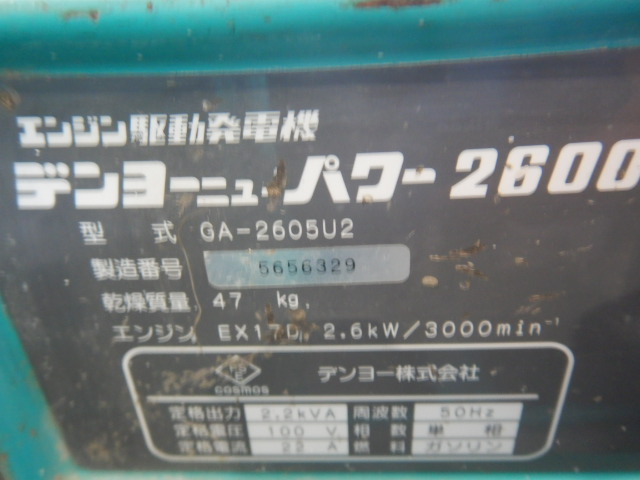 エンジン駆動発電機
デンヨーニューパワー2600
型 式 GA-2605U2
製造番号 5656329
乾燥質量 47 kg
エンジン EX17D 2.6kW/3000min⁻¹
PSE
COSMOS
デンヨー株式会社
定格出力 2.2kVA 周波数 50Hz
定格電圧 100 V 相数 単相
定格電流 22 A 燃料 ガソリン